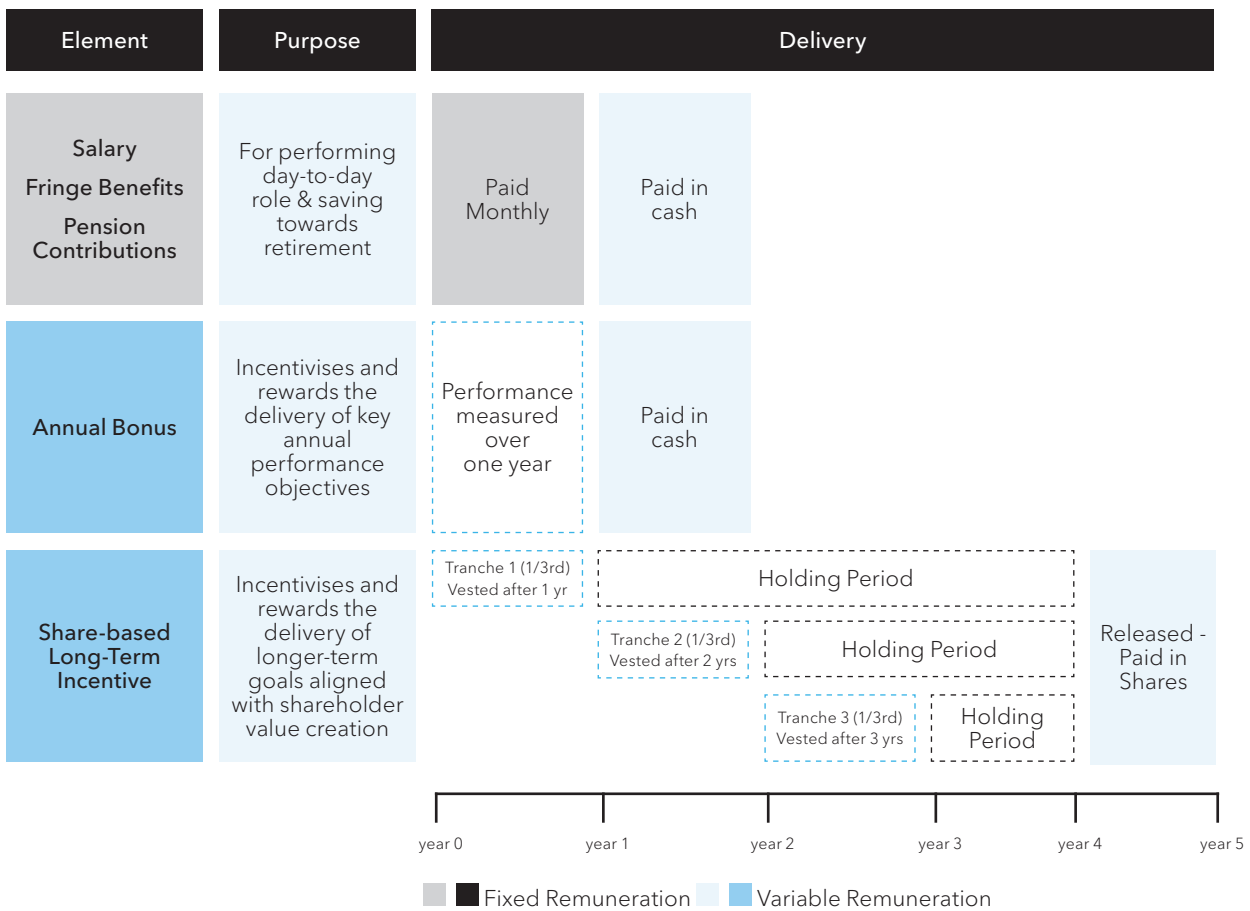 Element
Purpose
Delivery
Salary
Fringe Benefits
Pension
Contributions
For performing
day-to-day
role & saving
towards
retirement
Paid
Monthly
Paid in
cash
Annual Bonus
Incentivises and
rewards the
delivery of key
annual
performance
objectives
Performance
measured
over
one year
Paid in
cash
Share-based
Long-Term
Incentive
Incentivises and
rewards the
delivery of
longer-term
goals aligned
with shareholder
value creation
Tranche 1 (1/3rd)
Vested after 1 yr
Holding Period
Tranche 2 (1/3rd)
Vested after 2 yrs
Holding Period
Tranche 3 (1/3rd)
Vested after 3 yrs
Holding
Period
Released -
Paid in
Shares
year 0
year 1
year 2
year 3
year 4
year 5
Fixed Remuneration
Variable Remuneration